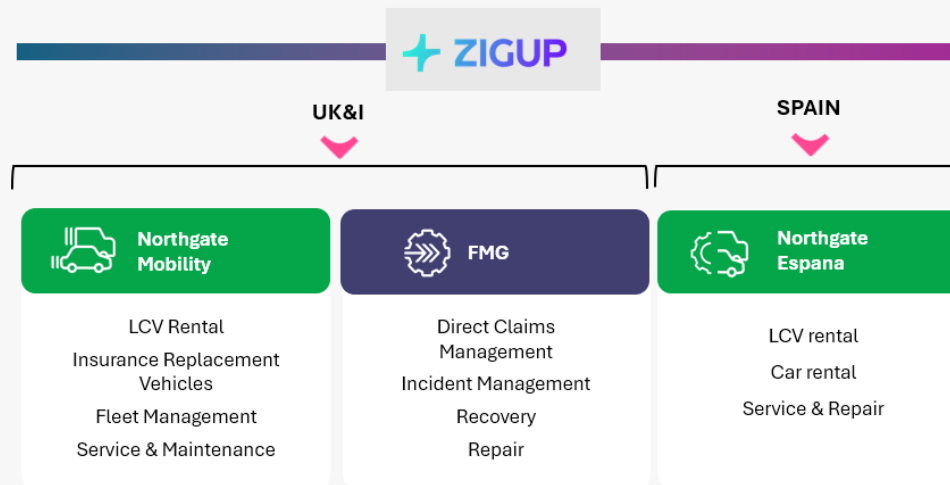 ZIGUP
UK&I
SPAIN
Northgate
Mobility
LCV Rental
Insurance Replacement
Vehicles
Fleet Management
Service & Maintenance
FMG
Direct Claims
Management
Incident Management
Recovery
Repair
Northgate
Espana
LCV rental
Car rental
Service & Repair